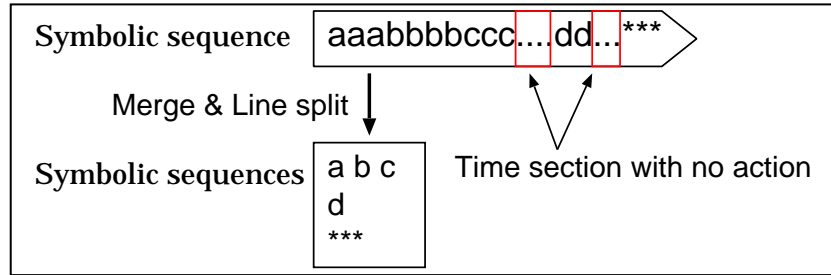 Symbolic sequence aaabbbbccc....dd...***
Merge & Line split
Time section with no action
Symbolic sequences
a b c
d
***